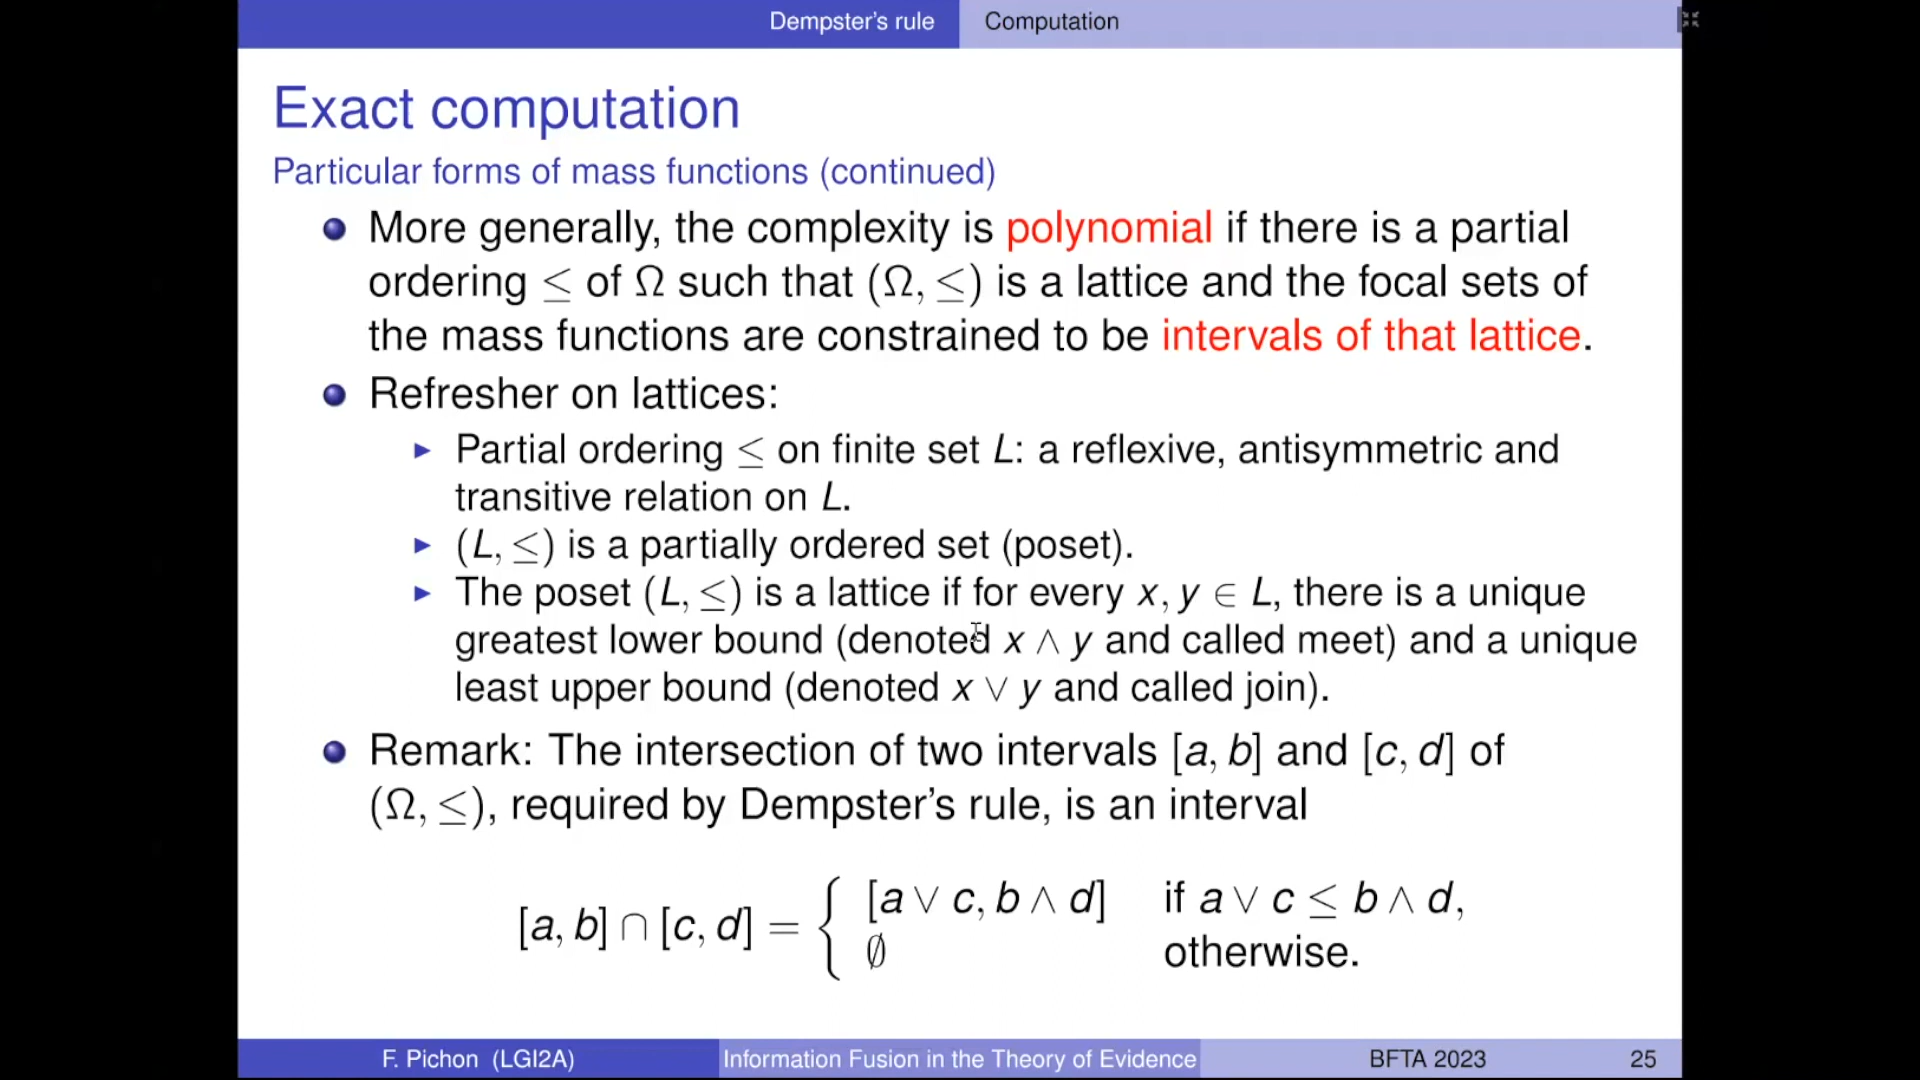 Dempster's rule Computation
Exact computation
Particular forms of mass functions (continued)
More generally, the complexity is polynomial if there is a partial
ordering ≤ of Ω such that (Ω, ≤) is a lattice and the focal sets of
the mass functions are constrained to be intervals of that lattice.
Refresher on lattices:
Partial ordering ≤ on finite set L: a reflexive, antisymmetric and
transitive relation on L.
(L, ≤) is a partially ordered set (poset).
The poset (L, ≤) is a lattice if for every x, y ∈ L, there is a unique
greatest lower bound (denoted x ∧ y and called meet) and a unique
least upper bound (denoted x ∨ y and called join).
Remark: The intersection of two intervals [a, b] and [c, d] of
(Ω, ≤), required by Dempster's rule, is an interval
[a, b] ∩ [c, d] = { [a ∨ c, b ∧ d] if a ∨ c ≤ b ∧ d,
∅ otherwise.
F. Pichon (LGI2A) Information Fusion in the Theory of Evidence BFTA 2023 25